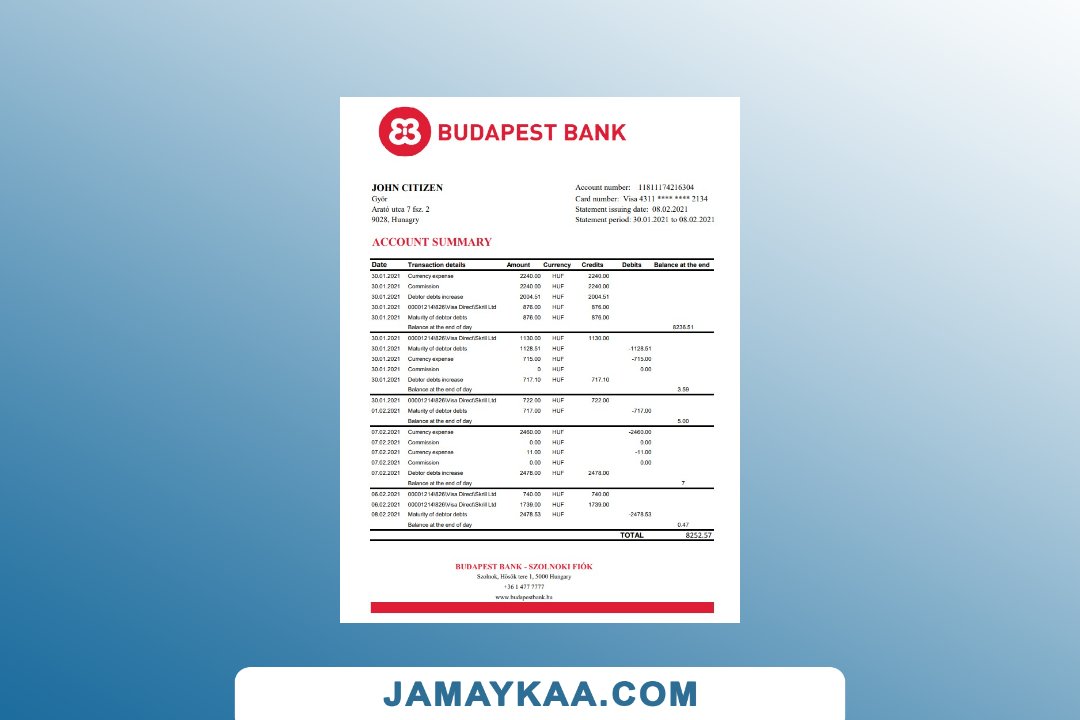 BUDAPEST BANK
JOHN CITIZEN
Győr
Arató utca 7 fsz. 2
9028, Hunagry
Account number: 11811174216304
Card number: Visa 4311 **** **** 2134
Statement issuing date: 08.02.2021
Statement period: 30.01.2021 to 08.02.2021
ACCOUNT SUMMARY
Date Transaction details Amount Currency Credits Debits Balance at the end
30.01.2021 Currency expense 2240.00 HUF 2240.00
30.01.2021 Commission 2240.00 HUF 2240.00
30.01.2021 Debtor debts increase 2004.51 HUF 2004.51
30.01.2021 00001214\826\Visa Direct\Skrill Ltd 876.00 HUF 876.00
30.01.2021 Maturity of debtor debts 876.00 HUF 876.00
Balance at the end of day 8236.51
30.01.2021 00001214\826\Visa Direct\Skrill Ltd 1130.00 HUF 1130.00
30.01.2021 Maturity of debtor debts 1128.51 HUF -1128.51
30.01.2021 Currency expense 715.00 HUF -715.00
30.01.2021 Commission 0 HUF 0.00
30.01.2021 Debtor debts increase 717.10 HUF 717.10
Balance at the end of day 3.59
30.01.2021 00001214\826\Visa Direct\Skrill Ltd 722.00 HUF 722.00
01.02.2021 Maturity of debtor debts 717.00 HUF -717.00
Balance at the end of day 5.00
07.02.2021 Currency expense 2460.00 HUF -2460.00
07.02.2021 Commission 0.00 HUF 0.00
07.02.2021 Currency expense 11.00 HUF -11.00
07.02.2021 Commission 0.00 HUF 0.00
07.02.2021 Debtor debts increase 2478.00 HUF 2478.00
Balance at the end of day 7
08.02.2021 00001214\826\Visa Direct\Skrill Ltd 740.00 HUF 740.00
08.02.2021 00001214\826\Visa Direct\Skrill Ltd 1739.00 HUF 1739.00
08.02.2021 Maturity of debtor debts 2478.53 HUF -2478.53
Balance at the end of day 0.47
TOTAL 8252.57
BUDAPEST BANK - SZOLNOKI FIÓK
Szolnok, Hősök tere 1, 5000 Hungary
+36 1 477 7777
www.budapestbank.hu
JAMAYKAA.COM